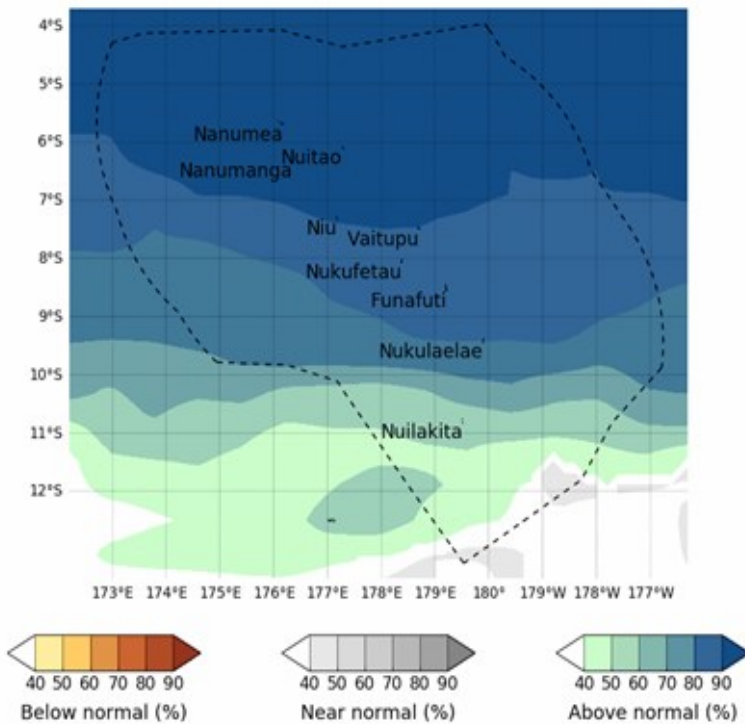 4°S
5°S
6°S
7°S
8°S
9°S
10°S
11°S
12°S
Nanumea
Nuitao
Nanumanga
Niu
Vaitupu
Nukufetau
Funafuti
Nukulaelae
Nuilakita
173°E 174°E 175°E 176°E 177°E 178°E 179°E 180° 179°W 178°W 177°W
40 50 60 70 80 90
Below normal (%)
40 50 60 70 80 90
Near normal (%)
40 50 60 70 80 90
Above normal (%)